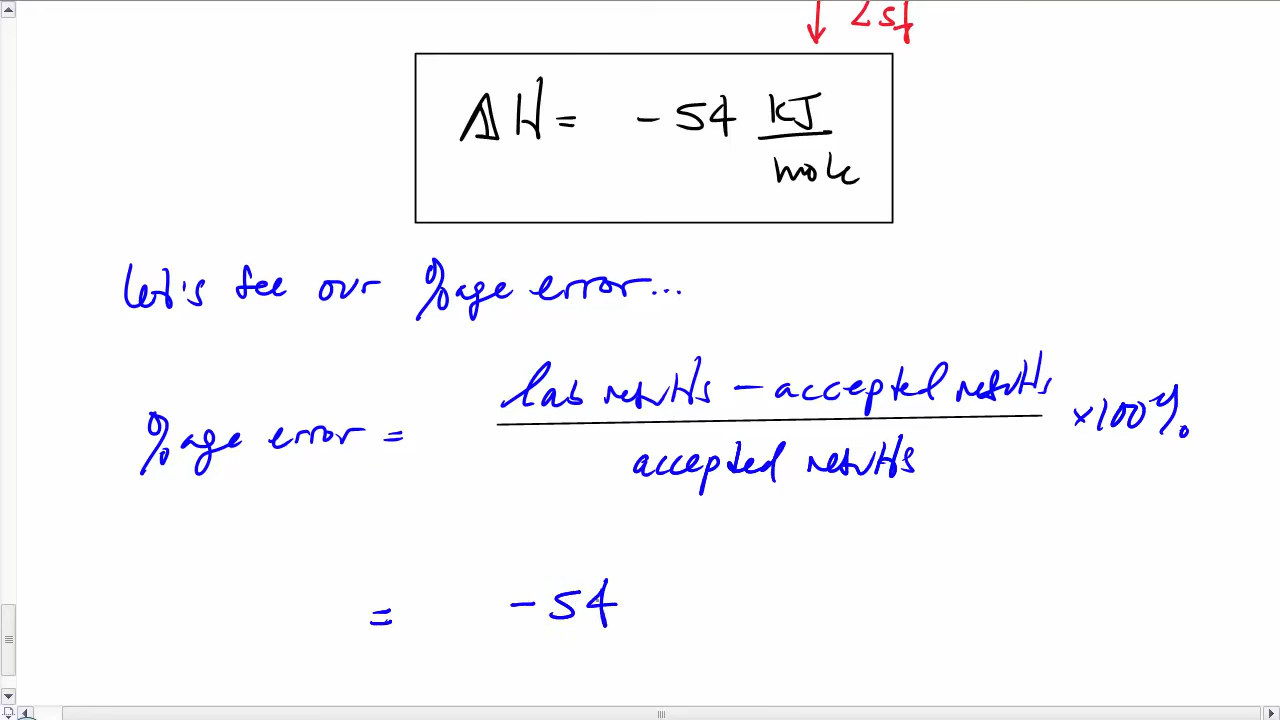 ↓ 2sf
ΔH = -54 kJ/mole
Let's see our %age error...
%age error = lab results - accepted results / accepted results ×100%
= -54